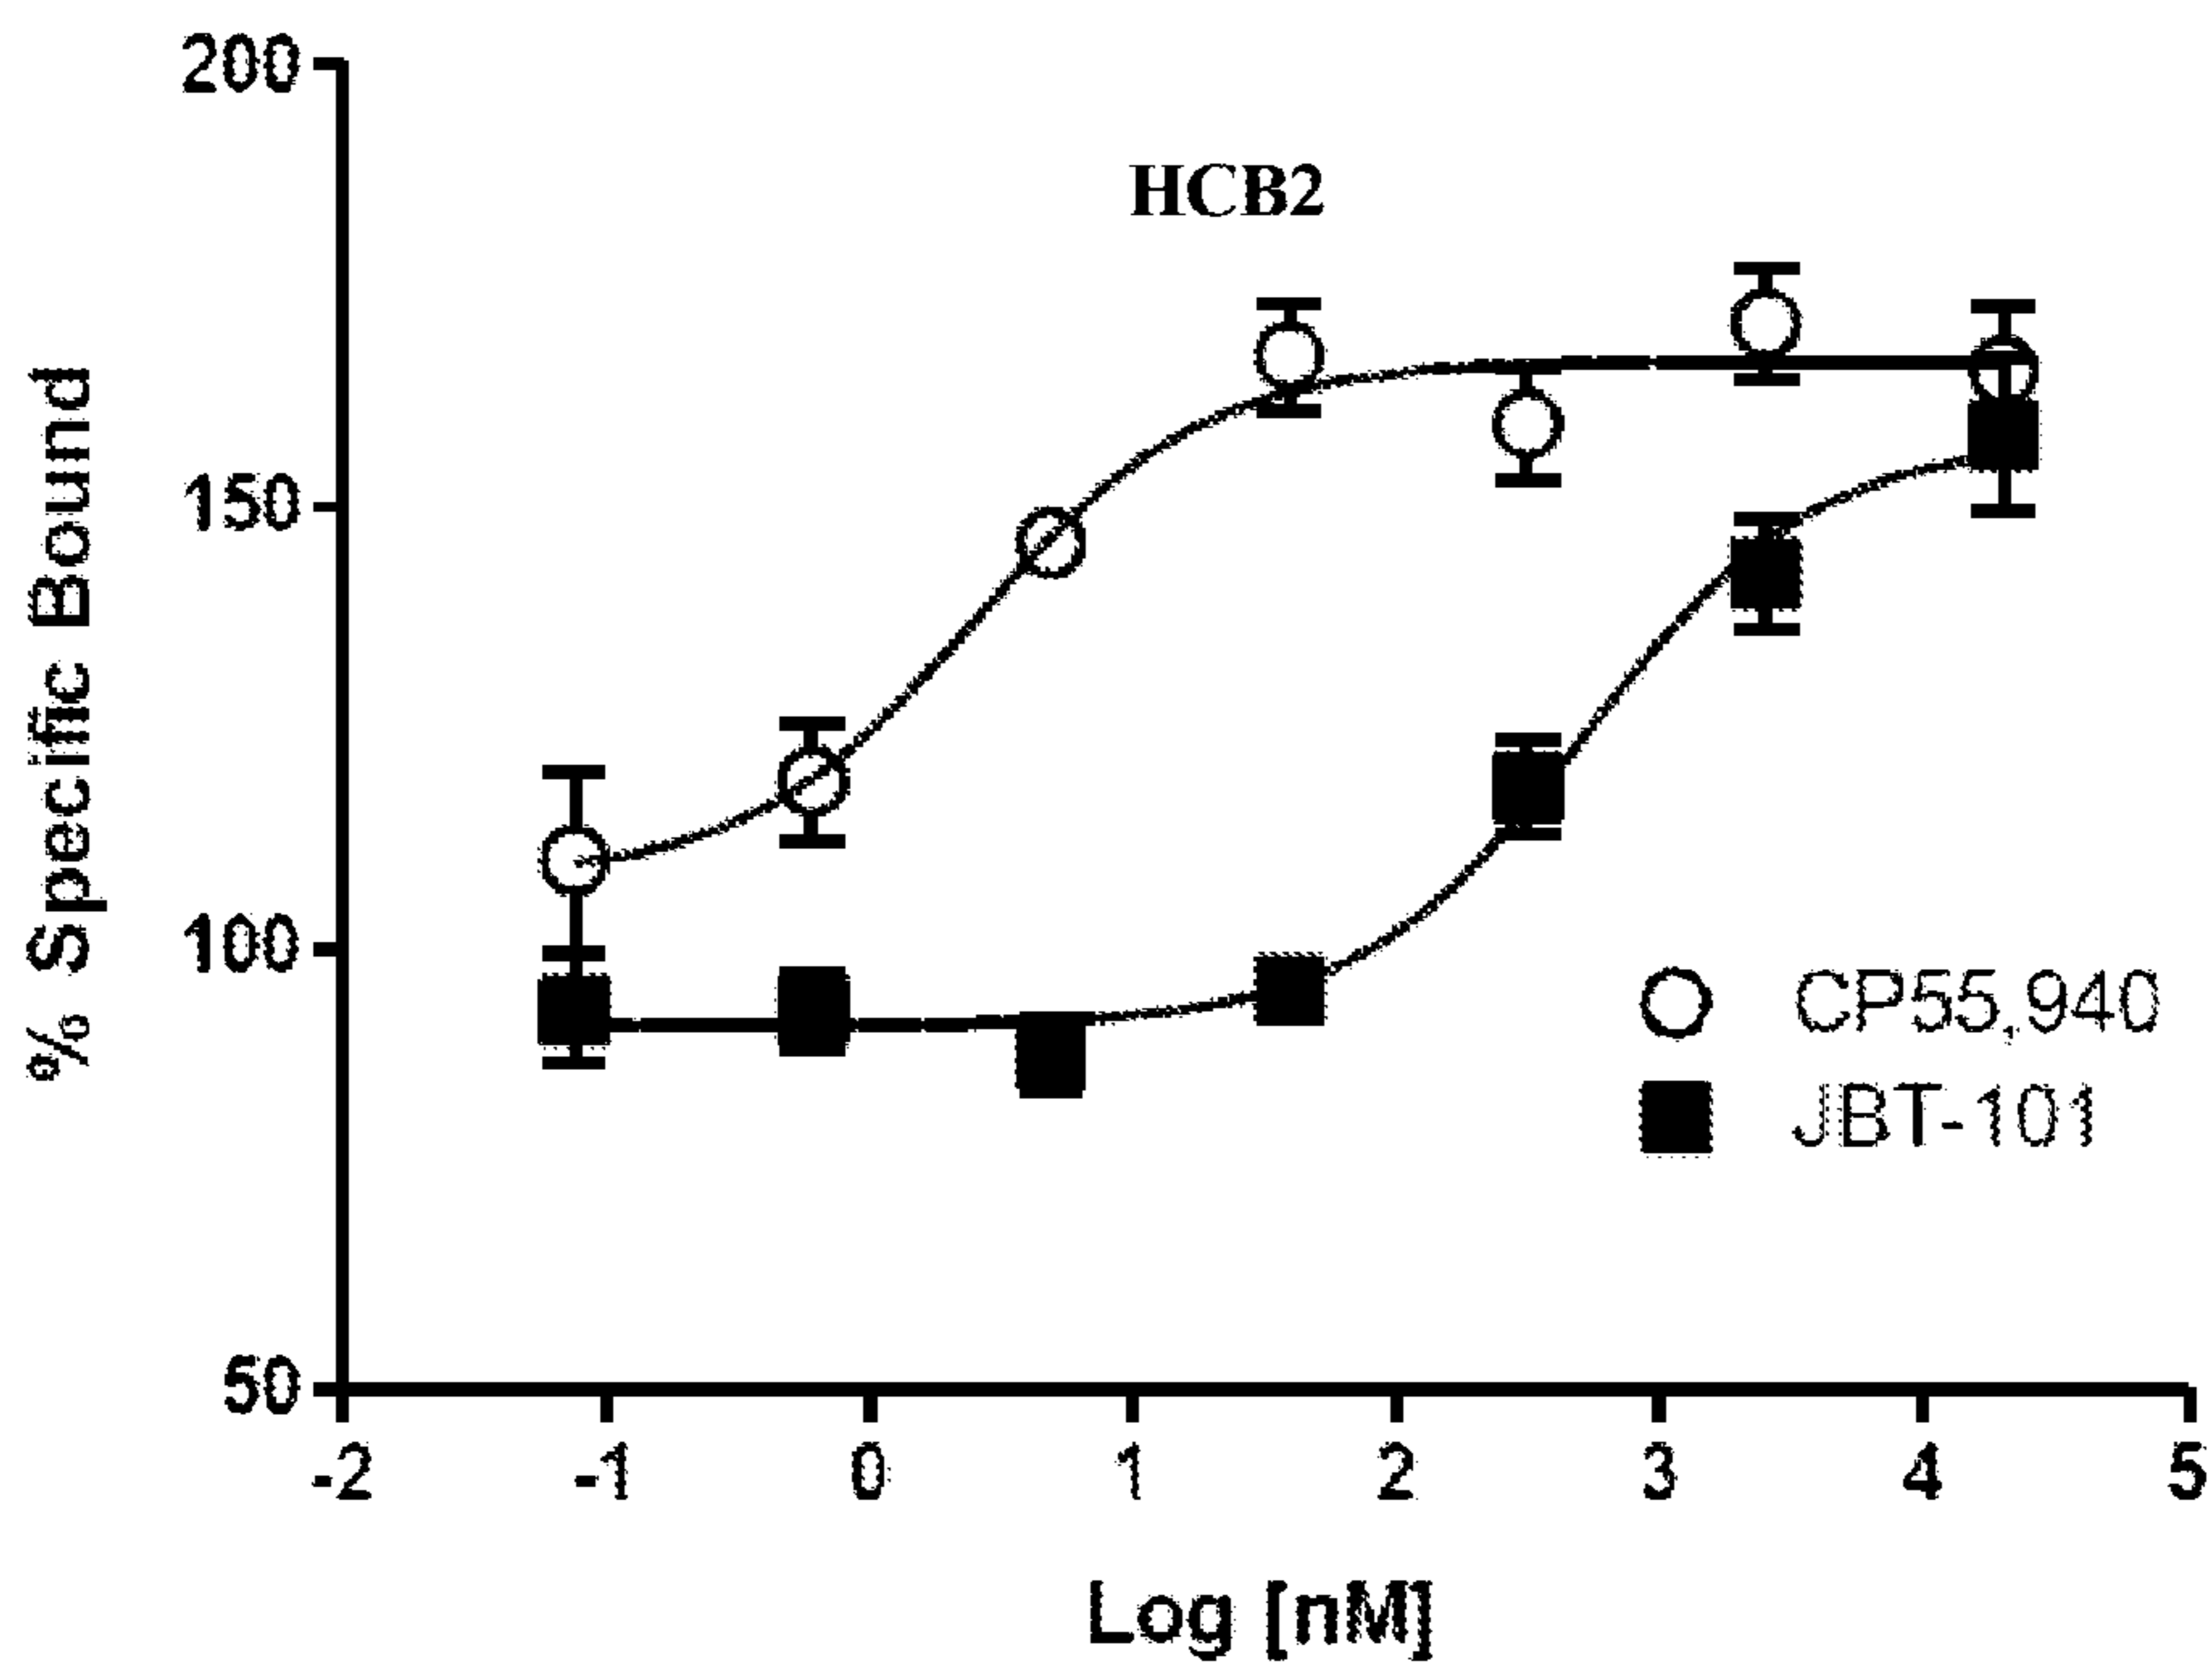 HCB2
% Specific Bound
200
150
100
50
CP55,940
JBT-101
-2 -1 0 1 2 3 4 5
Log [nM]